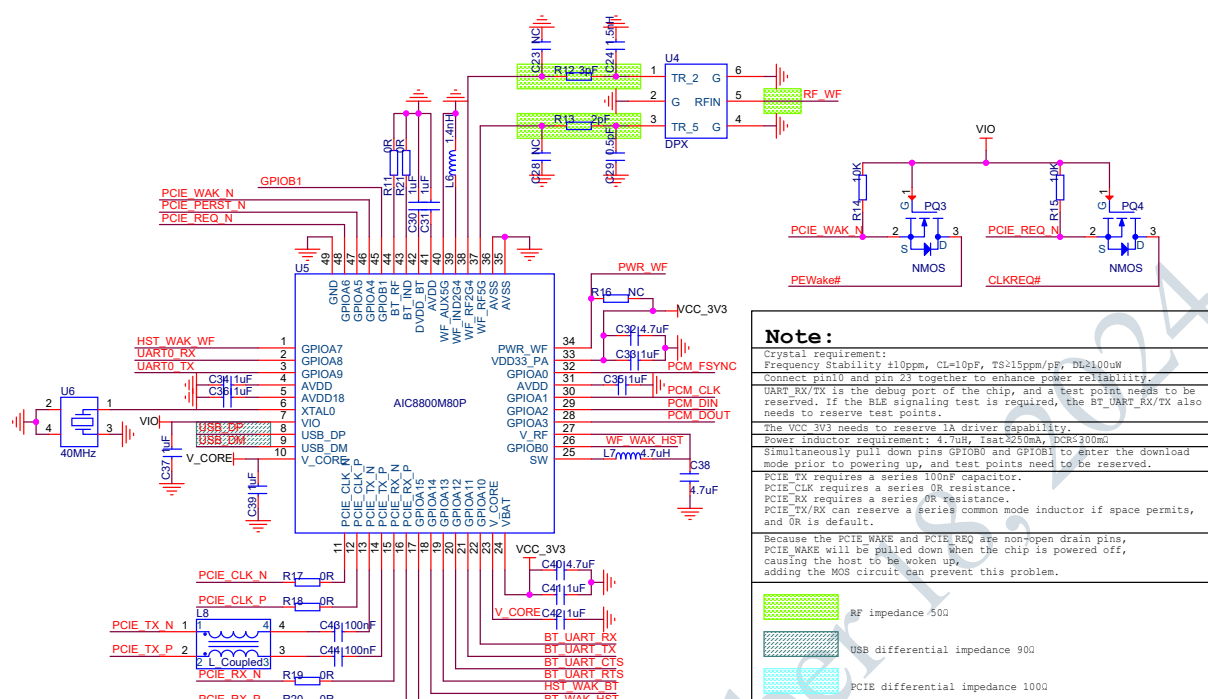 C23 NC
C24 1.5nH
R12 3pF
U4
1 TR_2 G 6
2 G RFIN 5
3 TR_5 G 4
DPX
RF_WF
R13 2pF
C28 NC
C29 0.5pF
R11 0R
R21 0R
C30 1uF
C31 1uF
L6 1.4nH
GPIOB1
PCIE_WAK_N
PCIE_PERST_N
PCIE_REQ_N
VIO
R14 10K
G 1
PQ3
PCIE_WAK_N
2
3
S
D
NMOS
PEWake#
R15 10K
G 1
PQ4
PCIE_REQ_N
2
3
S
D
NMOS
CLKREQ#
U5
49 GND
48 GPIOA6
47 GPIOA5
46 GPIOA4
45 GPIOB1
44 BT_RF
43 BT_IND
42 DVDD_BT
41 AVDD
40 WF_AUX5G
39 WF_IND2G4
38 WF_RF2G4
37 WF_RF5G
36 AVSS
35 AVSS
AIC8800M80P
HST_WAK_WF 1 GPIOA7
UART0_RX 2 GPIOA8
UART0_TX 3 GPIOA9
C34 1uF 4 AVDD
C36 1uF 5 AVDD18
6 XTAL0
VIO 7 VIO
USB_DP 8 USB_DP
USB_DM 9 USB_DM
V_CORE 10 V_CORE
U6
2
1
4
3
40MHz
C37 1uF
C39 1uF
PWR_WF
R16 NC
VCC_3V3
34 PWR_WF
33 VDD33_PA
C32 4.7uF
C33 1uF
32 GPIOA0 PCM_FSYNC
31 AVDD C35 1uF
30 GPIOA1 PCM_CLK
29 GPIOA2 PCM_DIN
28 GPIOA3 PCM_DOUT
27 V_RF
26 GPIOB0 WF_WAK_HST
25 SW L7 4.7uH
C38
4.7uF
11 PCIE_CLK_N
12 PCIE_CLK_P
13 PCIE_TX_N
14 PCIE_TX_P
15 PCIE_RX_N
16 PCIE_RX_P
17 GPIOA15
18 GPIOA14
19 GPIOA13
20 GPIOA12
21 GPIOA11
22 GPIOA10
23 V_CORE
24 VBAT
VCC_3V3
C40 4.7uF
C41 1uF
V_CORE C42 1uF
PCIE_CLK_N R17 0R
PCIE_CLK_P R18 0R
L8
PCIE_TX_N 1 1 4 4 C43 100nF
PCIE_TX_P 2 2 L_Coupled3 3 C44 100nF
PCIE_RX_N R19 0R
PCIE_RX_P R20 0R
BT_UART_RX
BT_UART_TX
BT_UART_CTS
BT_UART_RTS
HST_WAK_BT
BT_WAK_HST
Note:
Crystal requirement:
Frequency Stability ±10ppm, CL=10pF, TS≥15ppm/pF, DL≥100uW
Connect pin10 and pin 23 together to enhance power reliability.
UART_RX/TX is the debug port of the chip, and a test point needs to be
reserved. If the BLE signaling test is required, the BT_UART_RX/TX also
needs to reserve test points.
The VCC 3V3 needs to reserve 1A driver capability.
Power inductor requirement: 4.7uH, Isat≥250mA, DCR≤300mΩ
Simultaneously pull down pins GPIOB0 and GPIOB1 enter the download
mode prior to powering up, and test points need to be reserved.
PCIE_TX requires a series 100nF capacitor.
PCIE_CLK requires a series 0R resistance.
PCIE_RX requires a series 0R resistance.
PCIE_TX/RX can reserve a series common mode inductor if space permits,
and 0R is default.
Because the PCIE_WAKE and PCIE_REQ are non-open drain pins,
PCIE_WAKE will be pulled down when the chip is powered off,
causing the host to be woken up,
adding the MOS circuit can prevent this problem.
RF impedance 50Ω
USB differential impedance 90Ω
PCIE differential impedance 100Ω
ber 18, 2024